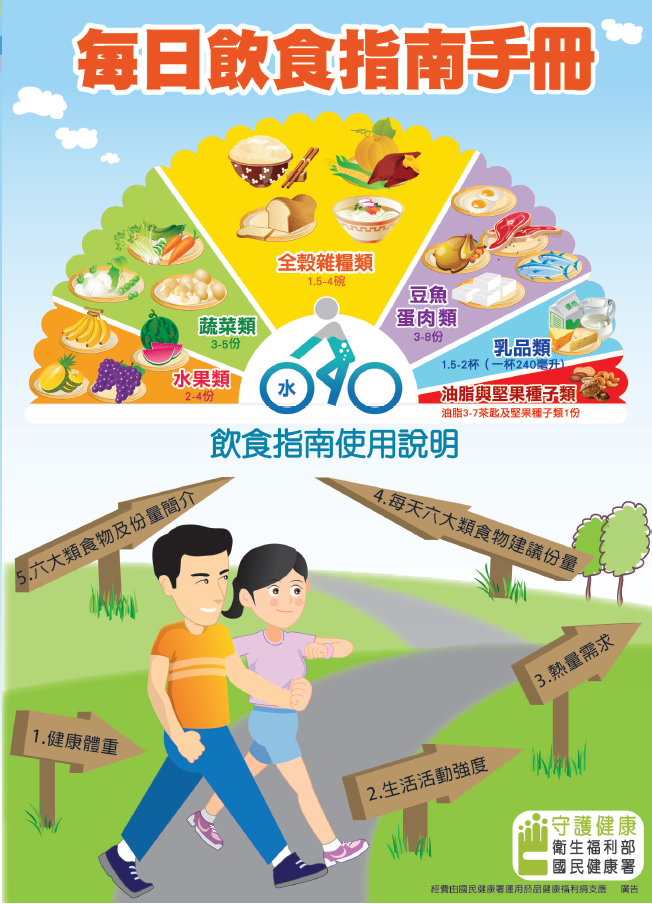 每日飲食指南手冊
全穀雜糧類
1.5-4碗
蔬菜類
3-5份
豆魚
蛋肉類
3-8份
水果類
2-4份
乳品類
1.5-2杯（一杯240毫升）
油脂與堅果種子類
油脂3-7茶匙及堅果種子類1份
水
飲食指南使用說明
5.六大類食物及份量簡介
4.每天六大類食物建議份量
3.熱量需求
1.健康體重
2.生活活動強度
守護健康
衛生福利部
國民健康署
經費由國民健康署運用於品健康福利捐支應 廣告